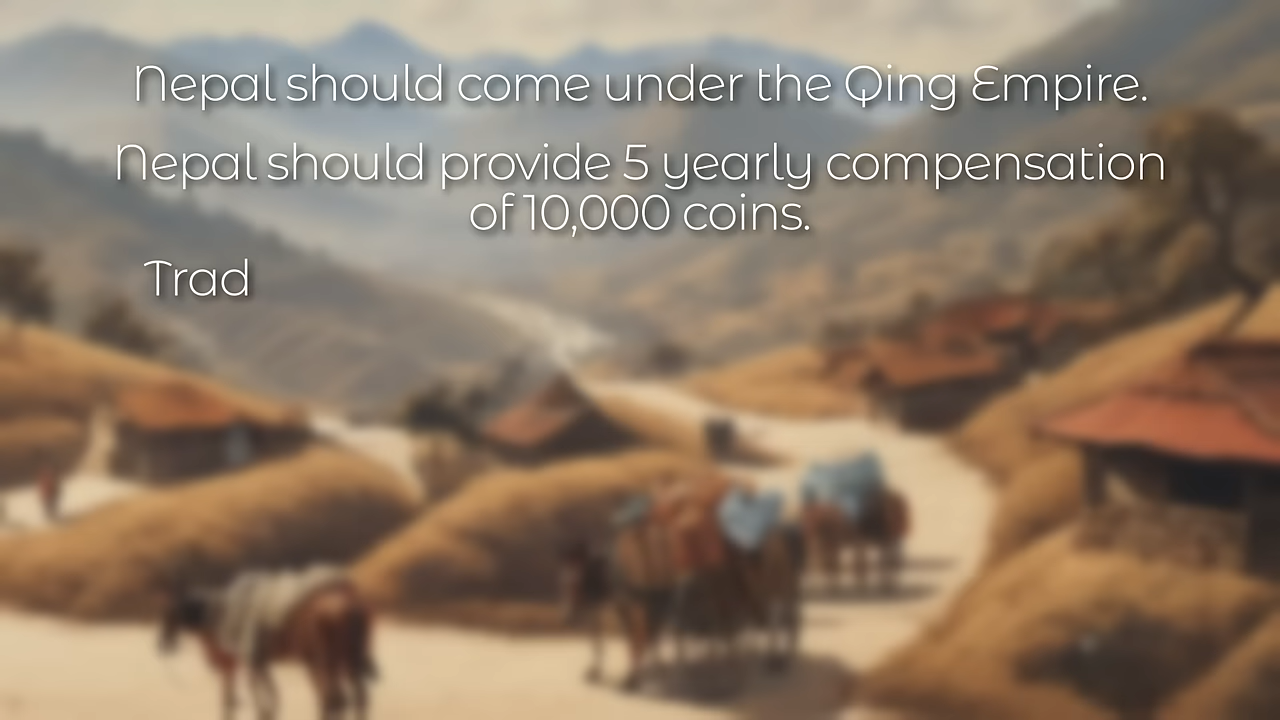 Nepal should come under the Qing Empire.
Nepal should provide 5 yearly compensation
of 10,000 coins.
Trad